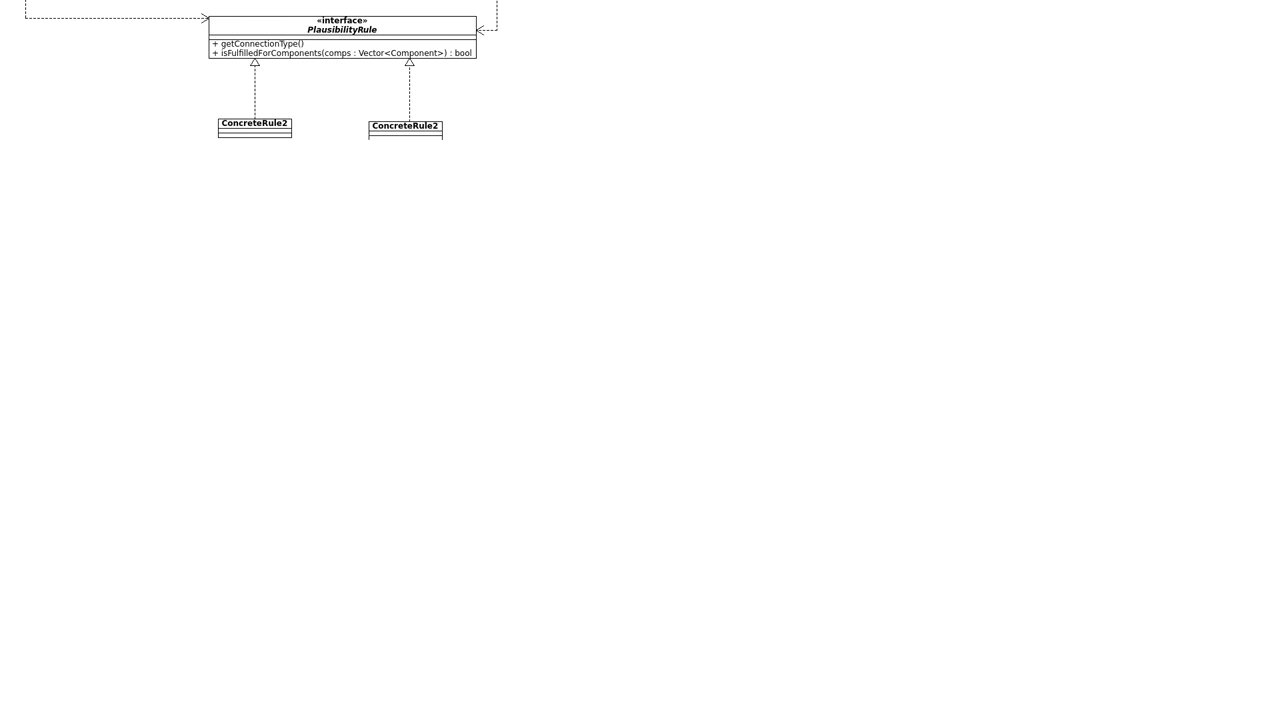 «interface»
PlausibilityRule
+ getConnectionType()
+ isFulfilledForComponents(comps : Vector<Component>) : bool
ConcreteRule2
ConcreteRule2